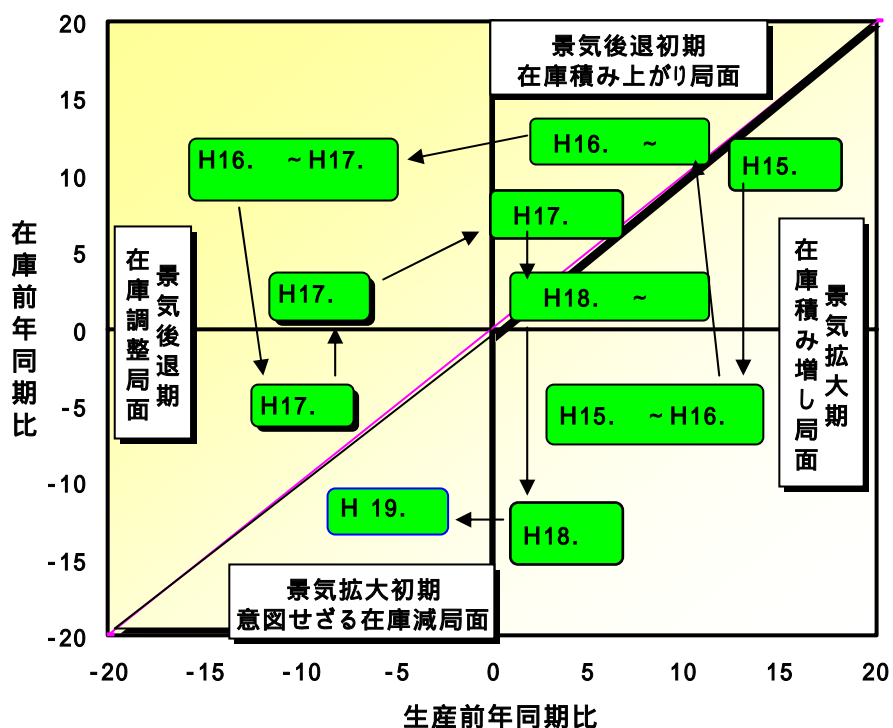 20
15
10
5
0
-5
-10
-15
-20
在庫前年同期比
景気後退初期
在庫積み上がり局面
H16. ~H17.
H16. ~
H15.
H17.
景気後退期
在庫調整局面
H17.
H18. ~
景気拡大期
在庫積み増し局面
H17.
H15. ~H16.
H 19.
H18.
景気拡大初期
意図せざる在庫減局面
-20 -15 -10 -5 0 5 10 15 20
生産前年同期比